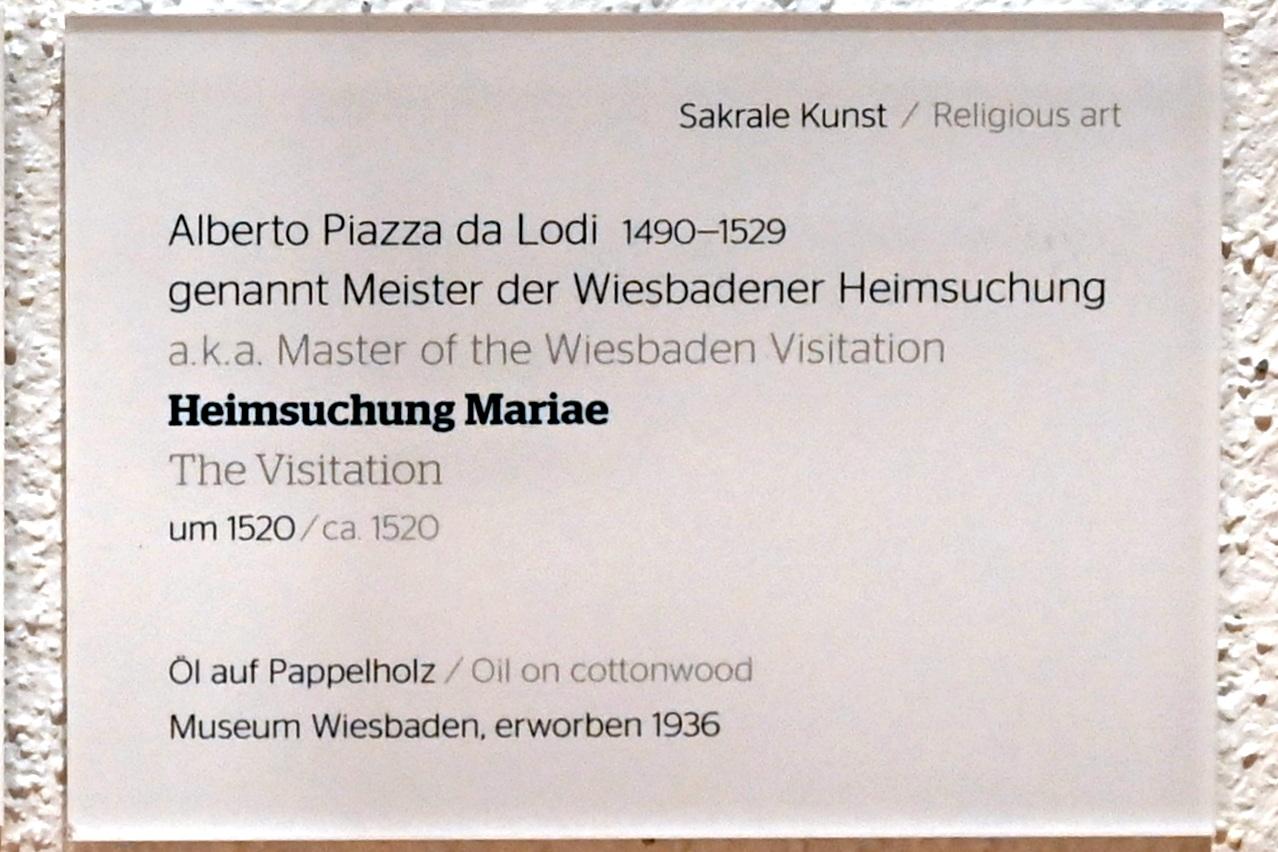 Sakrale Kunst / Religious art
Alberto Piazza da Lodi 1490–1529
genannt Meister der Wiesbadener Heimsuchung
a.k.a. Master of the Wiesbaden Visitation
Heimsuchung Mariae
The Visitation
um 1520 / ca. 1520
Öl auf Pappelholz / Oil on cottonwood
Museum Wiesbaden, erworben 1936